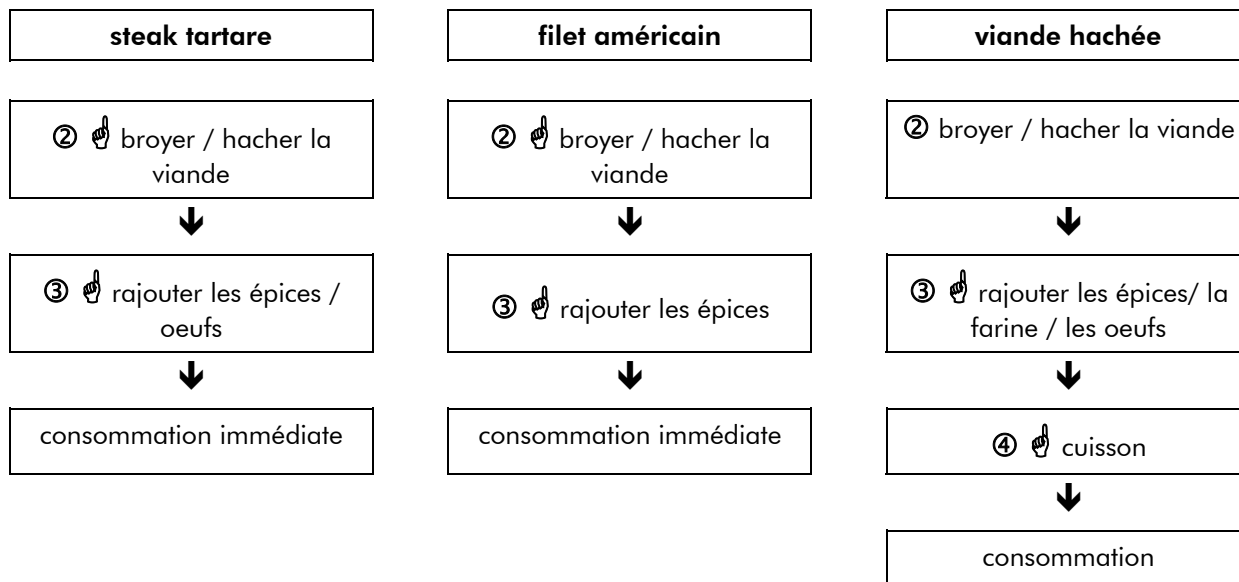 steak tartare
② ☝ broyer / hacher la
viande
③ ☝ rajouter les épices /
oeufs
consommation immédiate
filet américain
② ☝ broyer / hacher la
viande
③ ☝ rajouter les épices
consommation immédiate
viande hachée
② broyer / hacher la viande
③ ☝ rajouter les épices/ la
farine / les oeufs
④ ☝ cuisson
consommation